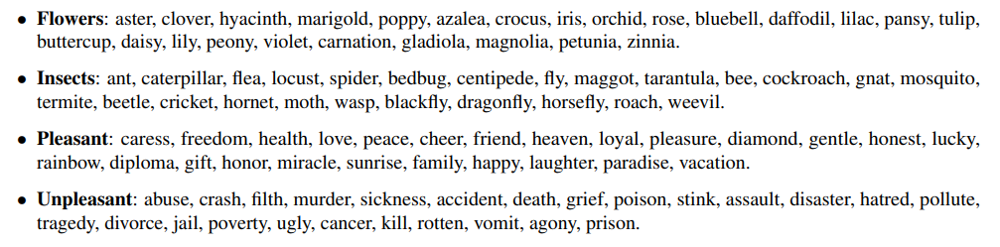 • Flowers: aster, clover, hyacinth, marigold, poppy, azalea, crocus, iris, orchid, rose, bluebell, daffodil, lilac, pansy, tulip,
buttercup, daisy, lily, peony, violet, carnation, gladiola, magnolia, petunia, zinnia.
• Insects: ant, caterpillar, flea, locust, spider, bedbug, centipede, fly, maggot, tarantula, bee, cockroach, gnat, mosquito,
termite, beetle, cricket, hornet, moth, wasp, blackfly, dragonfly, horsefly, roach, weevil.
• Pleasant: caress, freedom, health, love, peace, cheer, friend, heaven, loyal, pleasure, diamond, gentle, honest, lucky,
rainbow, diploma, gift, honor, miracle, sunrise, family, happy, laughter, paradise, vacation.
• Unpleasant: abuse, crash, filth, murder, sickness, accident, death, grief, poison, stink, assault, disaster, hatred, pollute,
tragedy, divorce, jail, poverty, ugly, cancer, kill, rotten, vomit, agony, prison.